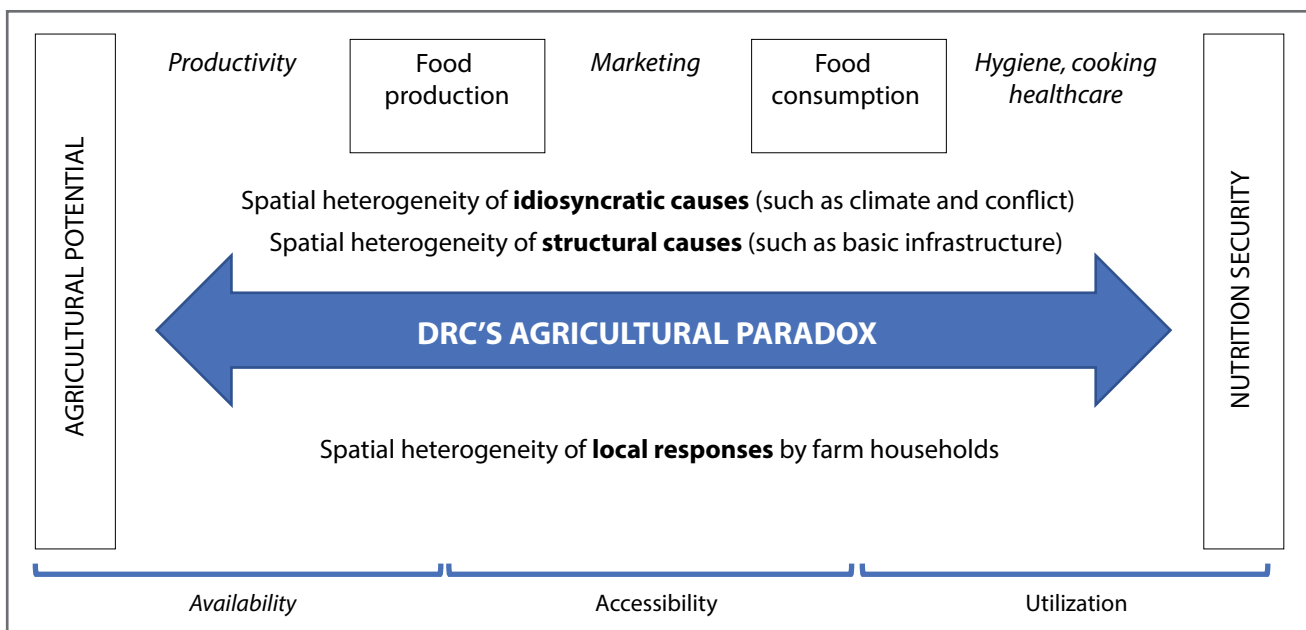 AGRICULTURAL POTENTIAL
Productivity
Food
production
Marketing
Food
consumption
Hygiene, cooking
healthcare
NUTRITION SECURITY
Spatial heterogeneity of idiosyncratic causes (such as climate and conflict)
Spatial heterogeneity of structural causes (such as basic infrastructure)
DRC'S AGRICULTURAL PARADOX
Spatial heterogeneity of local responses by farm households
Availability
Accessibility
Utilization